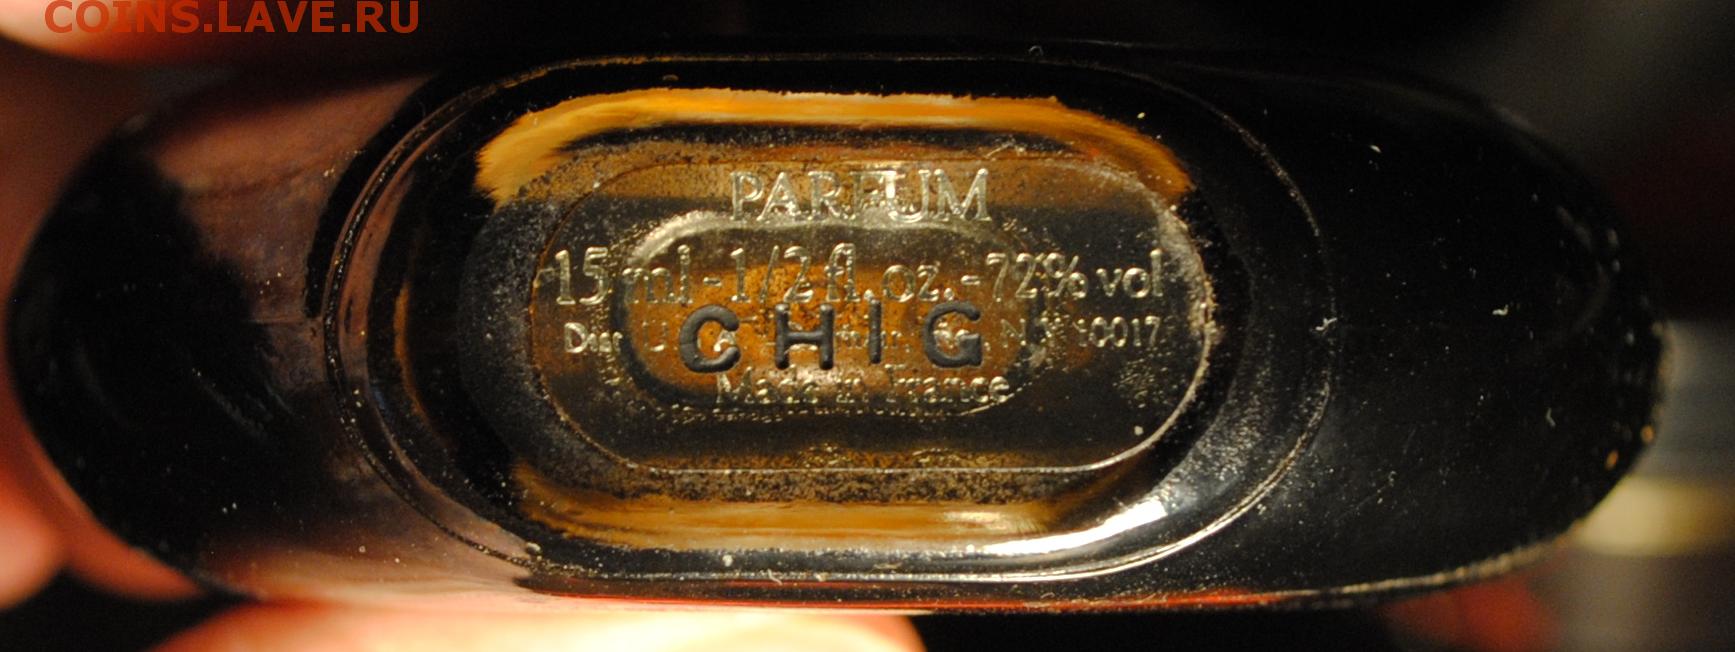 COINS.LAVE.RU
PARFUM
15 ml - 1/2 fl. oz. - 72% vol
CHIG
N.Y. 10017
Made in France